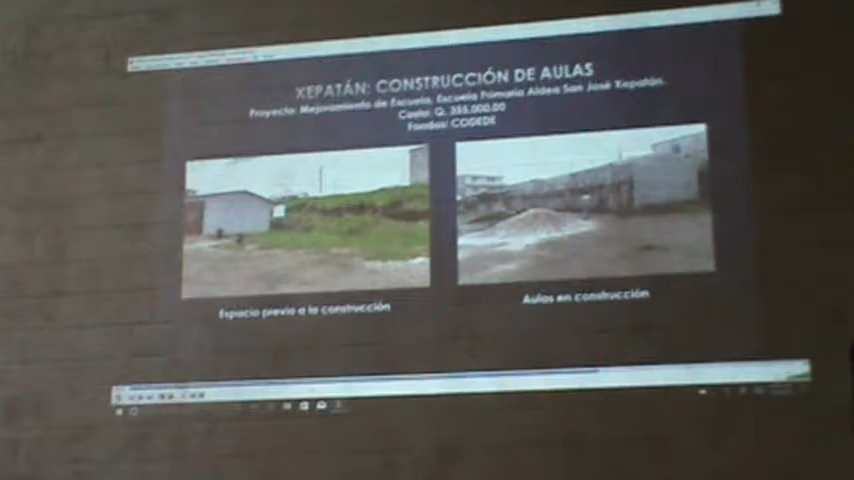 XEPATÁN: CONSTRUCCIÓN DE AULAS
Proyecto: Mejoramiento de Escuela, Escuela Primaria Aldea San José Xepatán.
Costo: Q. 355,000.00
Fondos: CODEDE
Espacio previo a la construcción
Aulas en construcción